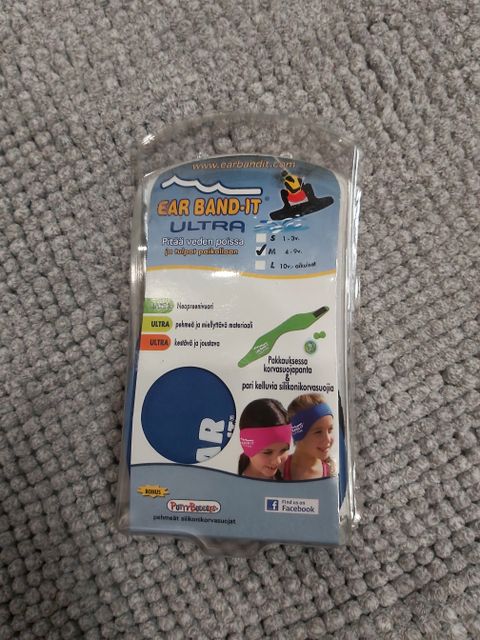 www.earbandit.com
EAR BAND-IT®
ULTRA
Pitää veden poissa
ja tulpat paikoillaan
S 1-3v.
M 4-9v.
L 10v.-aikuiset
Neopreenivuori
ULTRA pehmeä ja miellyttävä materiaali
ULTRA kestävä ja joustava
Pakkauksessa
korvasuojapanta
&
pari kelluvia silikonikorvasuojia
AR
BONUS
Putty Buddies
pehmeät silikonikorvasuojat
f Find us on
Facebook